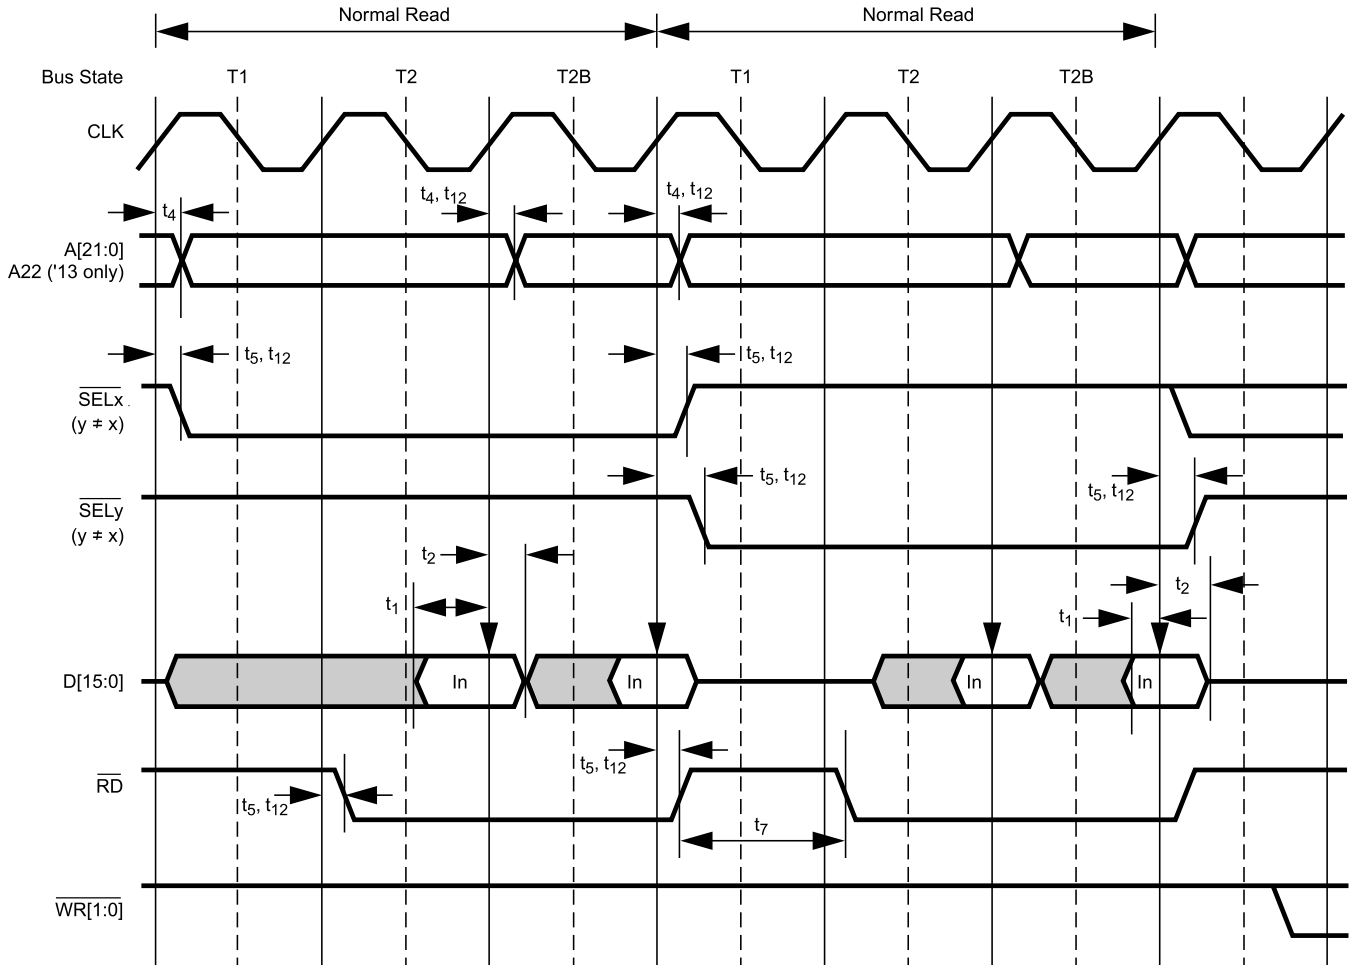 Normal Read Normal Read
Bus State T1 T2 T2B T1 T2 T2B
CLK
t4 t4, t12 t4, t12
A[21:0]
A22 ('13 only)
t5, t12 t5, t12
SELx
(y ≠ x)
t5, t12 t5, t12
SELy
(y ≠ x)
t2 t2
t1 t1
D[15:0] In In In In
t5, t12
RD
t5, t12
t7
WR[1:0]